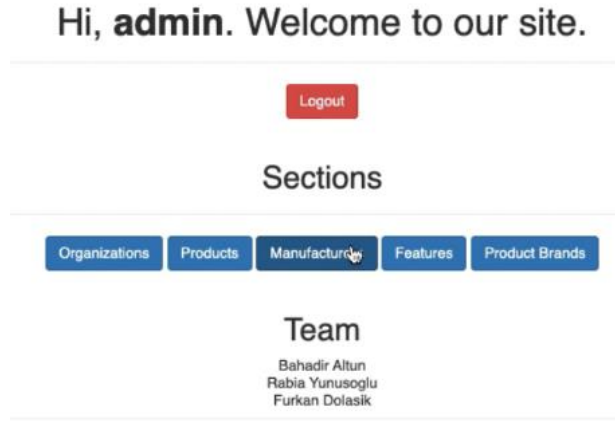 Hi, admin. Welcome to our site.
Logout
Sections
Organizations Products Features Product Brands
Team
Bahadir Altun
Rabia Yunusoglu
Furkan Dolasik